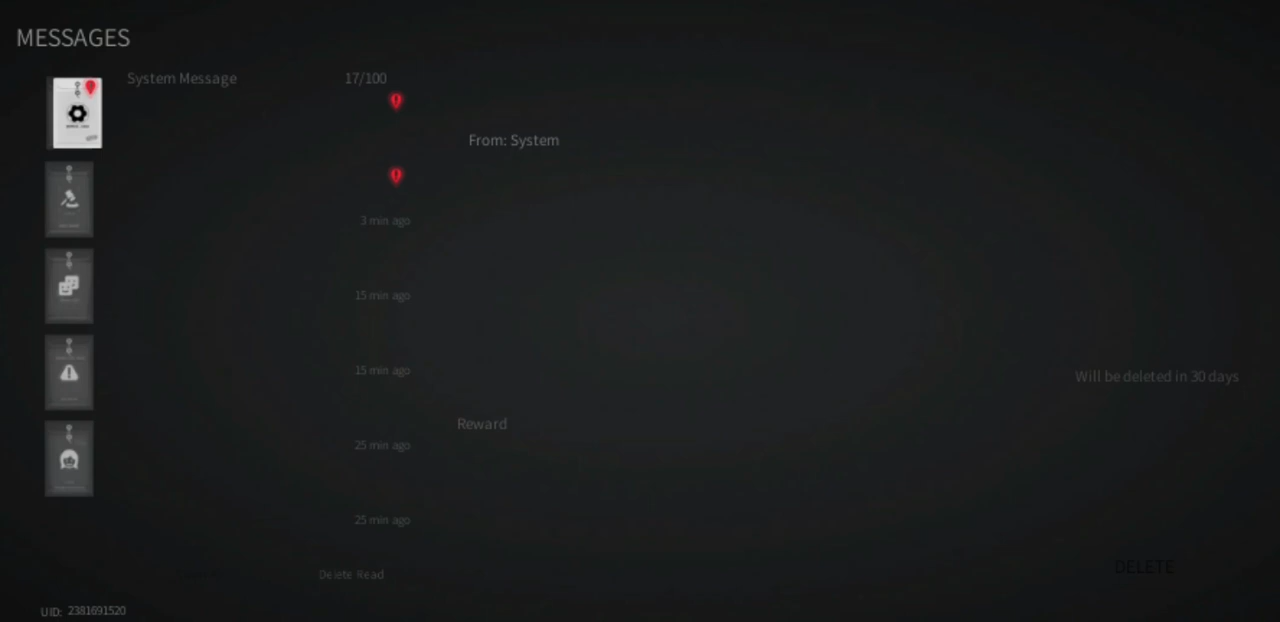 MESSAGES
System Message 17/100
From: System
3 min ago
15 min ago
15 min ago
Will be deleted in 30 days
Reward
25 min ago
25 min ago
DELETE
Delete Read
UID: 2381691520